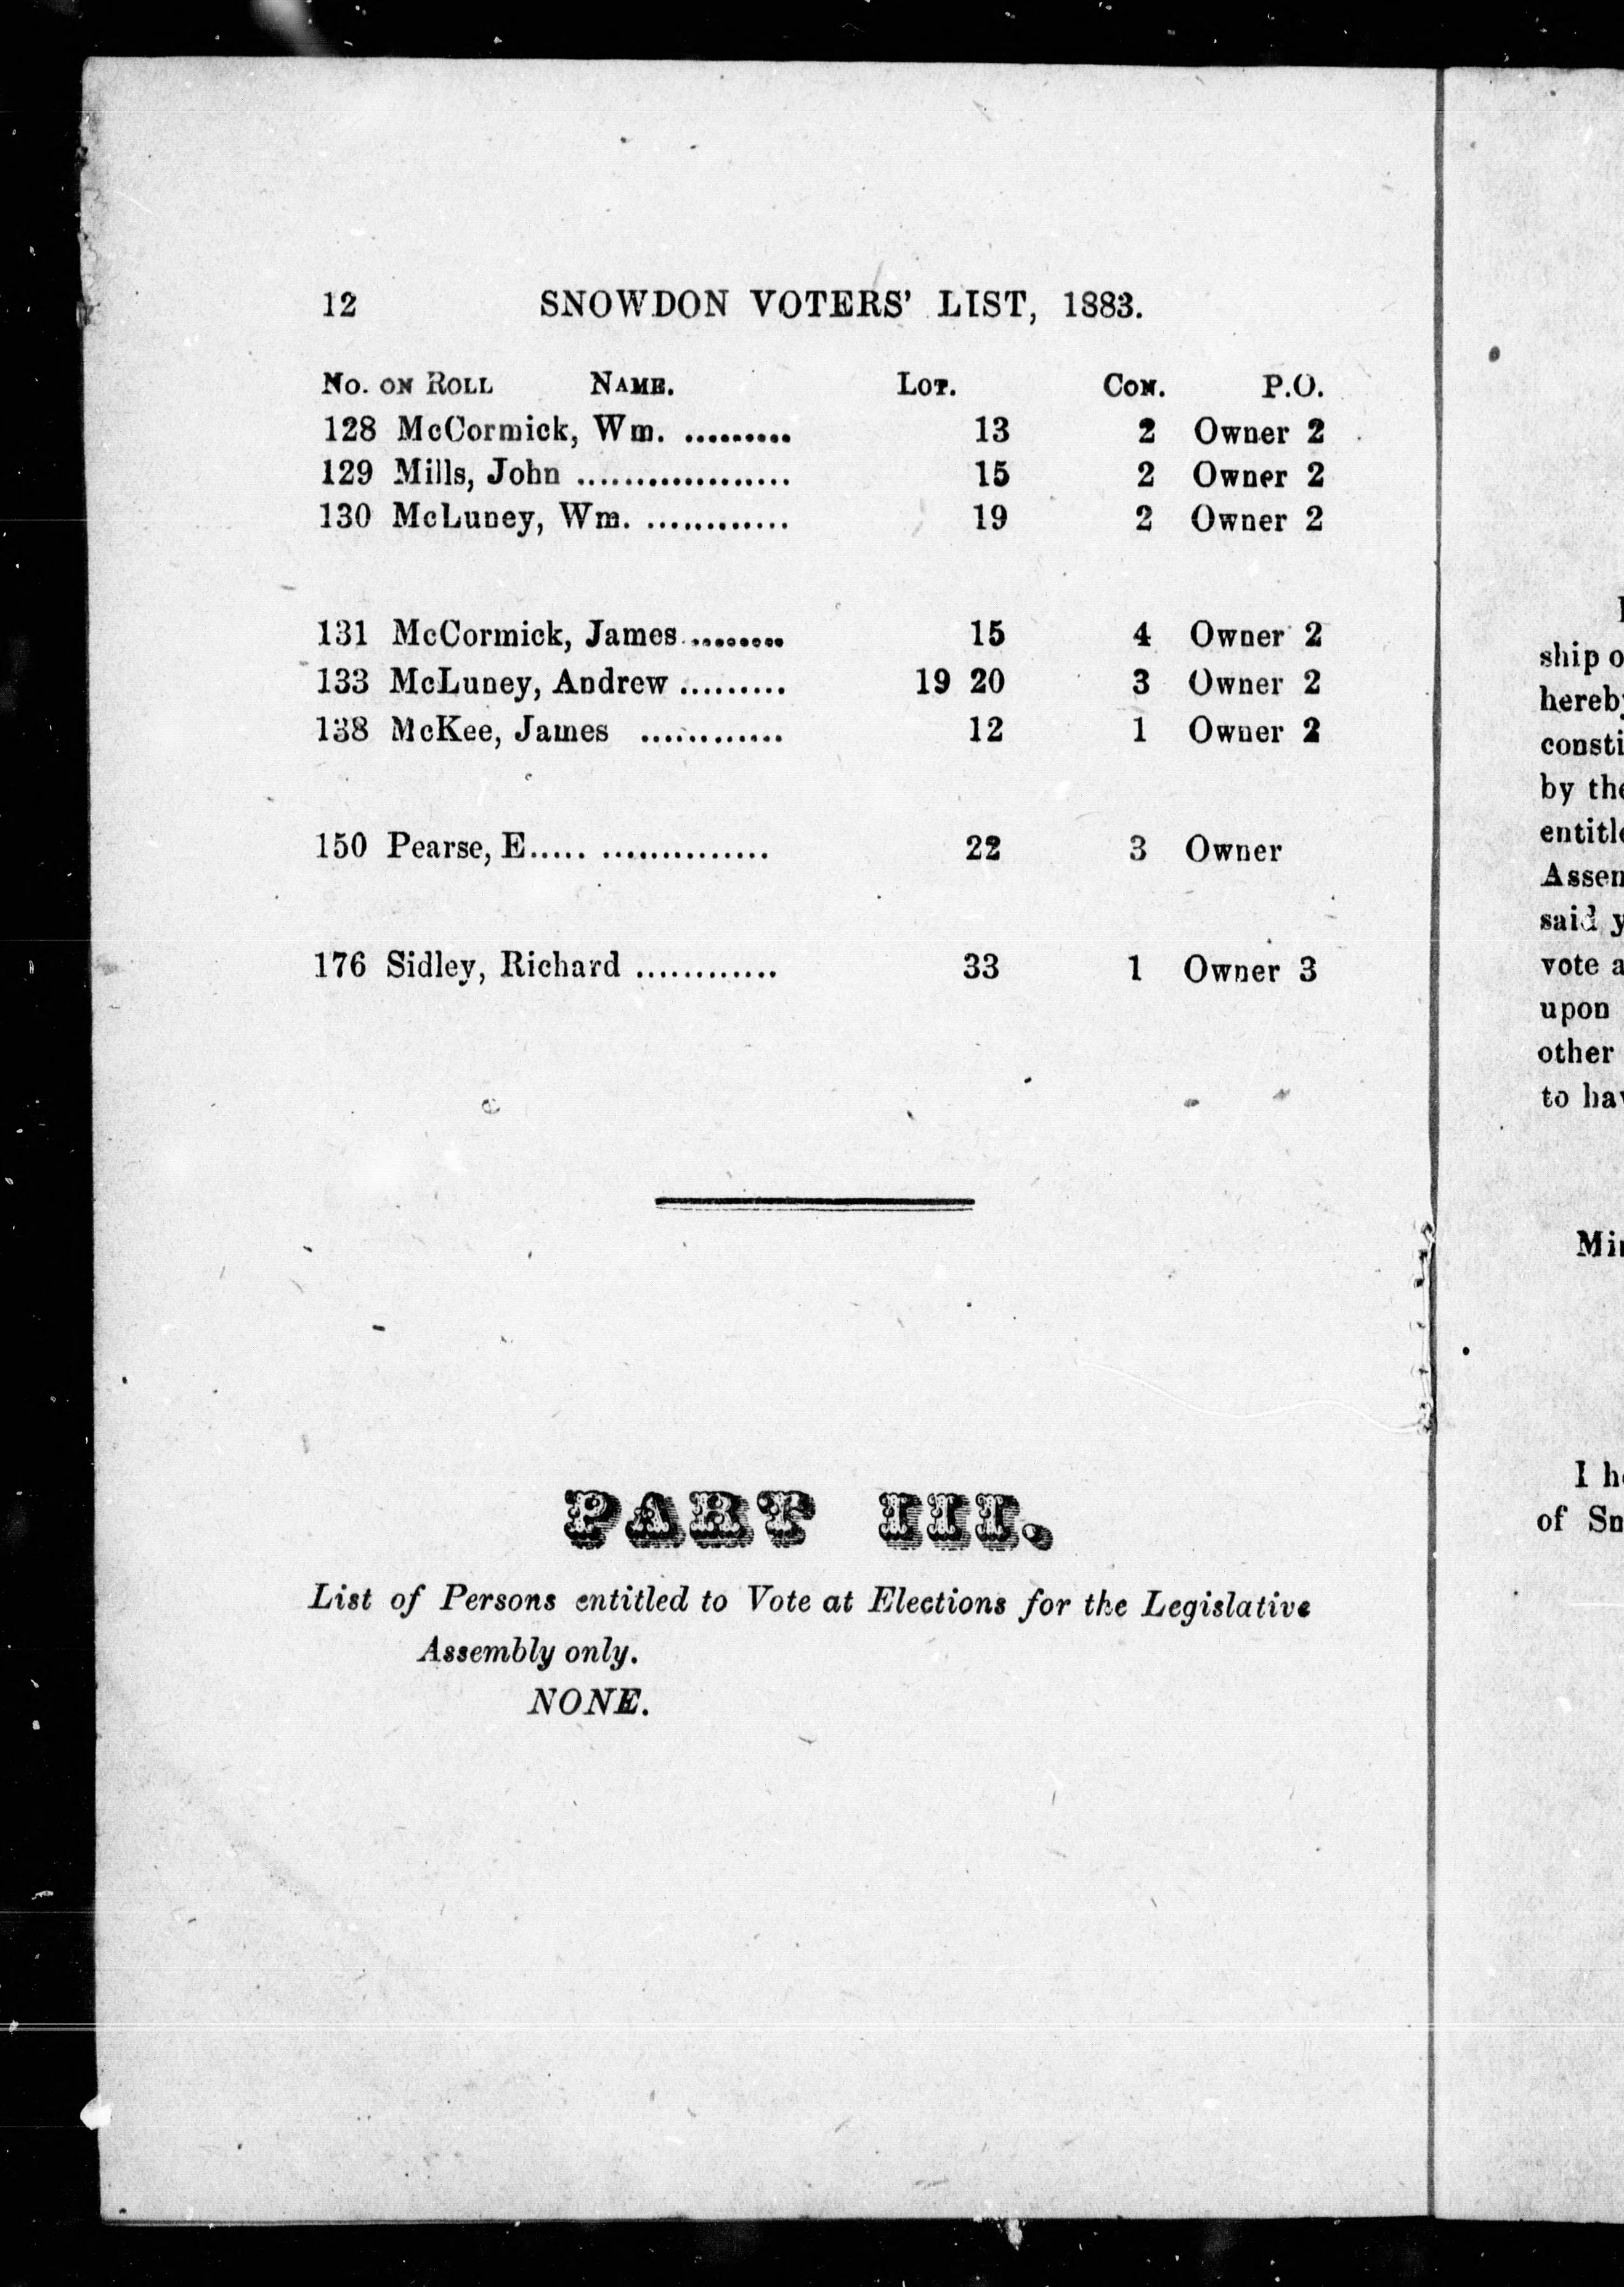 12 SNOWDON VOTERS' LIST, 1883.
No. on Roll Name. Lot. Con. P.O.
128 McCormick, Wm. ......... 13 2 Owner 2
129 Mills, John .................. 15 2 Owner 2
130 McLuney, Wm. ............ 19 2 Owner 2
131 McCormick, James ........ 15 4 Owner 2
133 McLuney, Andrew ......... 19 20 3 Owner 2
138 McKee, James ............ 12 1 Owner 2
150 Pearse, E..... .............. 22 3 Owner
176 Sidley, Richard ............ 33 1 Owner 3
PART III.
List of Persons entitled to Vote at Elections for the Legislative
Assembly only.
NONE.
ship o
hereby
consti
by the
entitle
Assem
said y
vote a
upon
other
to hav
Min
I he
of Sn